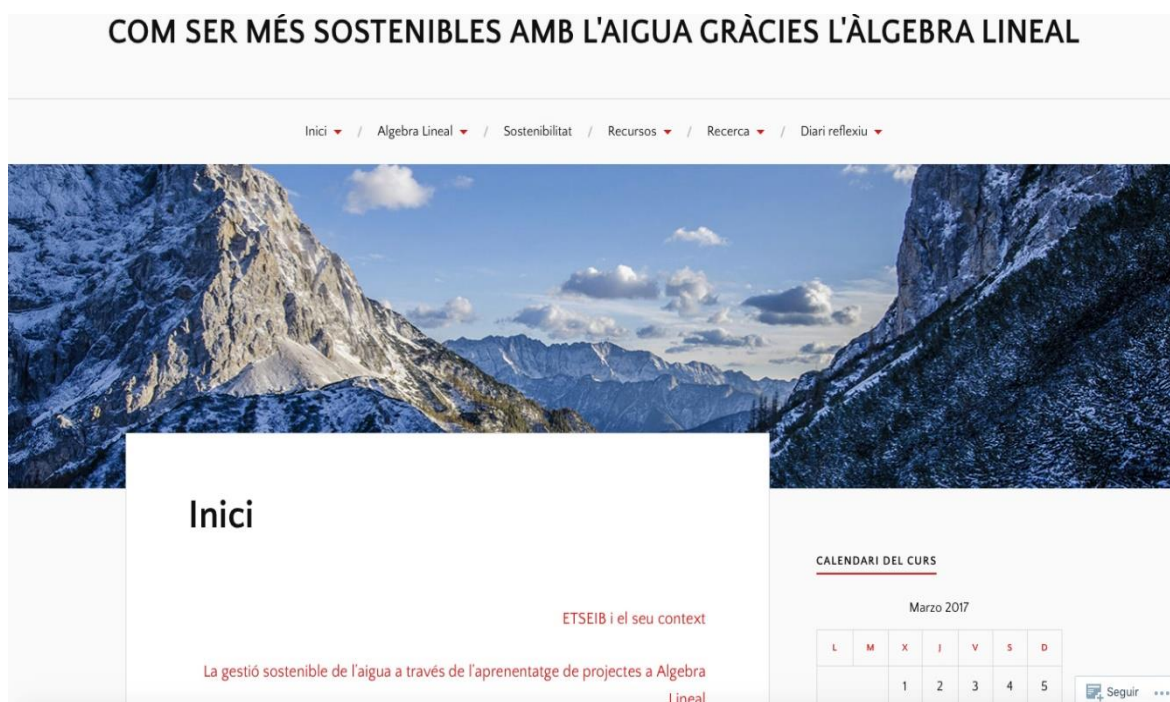 COM SER MÉS SOSTENIBLES AMB L'AIGUA GRÀCIES L'ÀLGEBRA LINEAL
Inici / Algebra Lineal / Sostenibilitat / Recursos / Recerca / Diari reflexiu
Inici
ETSEIB i el seu context
La gestió sostenible de l'aigua a través de l'aprenentatge de projectes a Algebra
Lineal
CALENDARI DEL CURS
Marzo 2017
L M X J V S D
1 2 3 4 5
Seguir ...